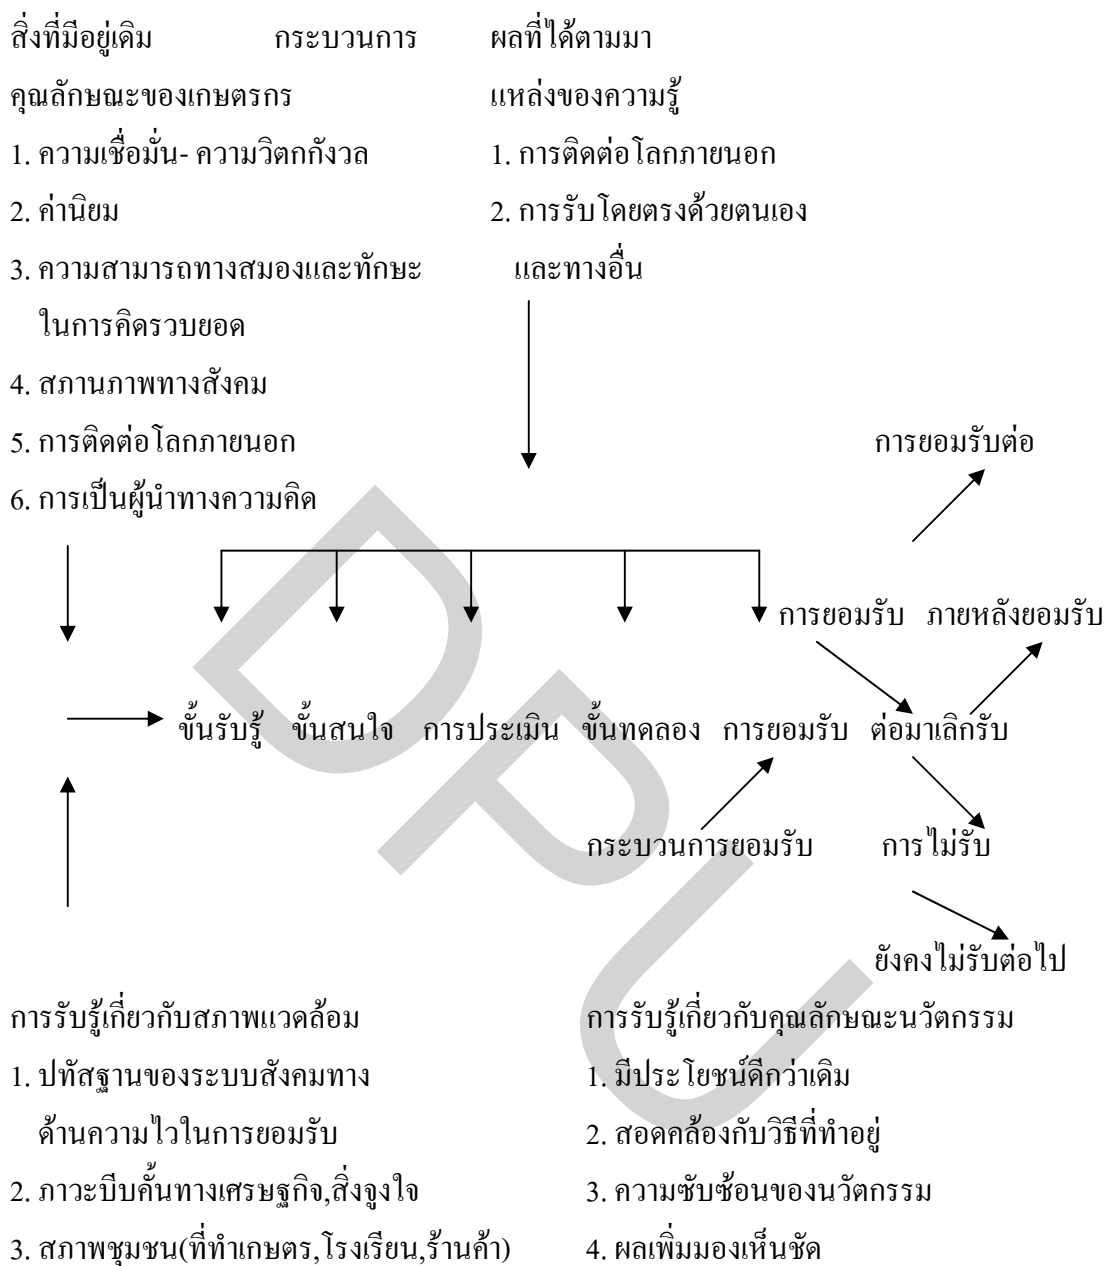 สิ่งที่มีอยู่เดิม กระบวนการ ผลที่ได้ตามมา
คุณลักษณะของเกษตรกร แหล่งของความรู้
1. ความเชื่อมั่น- ความวิตกกังวล 1. การติดต่อโลกภายนอก
2. ค่านิยม 2. การรับโดยตรงด้วยตนเอง
3. ความสามารถทางสมองและทักษะ และทางอื่น
ในการคิดรวบยอด
4. สภานภาพทางสังคม
5. การติดต่อโลกภายนอก การยอมรับต่อ
6. การเป็นผู้นำทางความคิด
การยอมรับ ภายหลังยอมรับ
ขั้นรับรู้ ขั้นสนใจ การประเมิน ขั้นทดลอง การยอมรับ ต่อมาเลิกรับ
กระบวนการยอมรับ การไม่รับ
ยังคงไม่รับต่อไป
การรับรู้เกี่ยวกับสภาพแวดล้อม การรับรู้เกี่ยวกับคุณลักษณะนวัตกรรม
1. ปทัสฐานของระบบสังคมทาง 1. มีประโยชน์ดีกว่าเดิม
ด้านความไวในการยอมรับ 2. สอดคล้องกับวิธีที่ทำอยู่
2. ภาวะบีบคั้นทางเศรษฐกิจ,สิ่งจูงใจ 3. ความซับซ้อนของนวัตกรรม
3. สภาพชุมชน(ที่ทำเกษตร,โรงเรียน,ร้านค้า) 4. ผลเพิ่มมองเห็นชัด
DPU